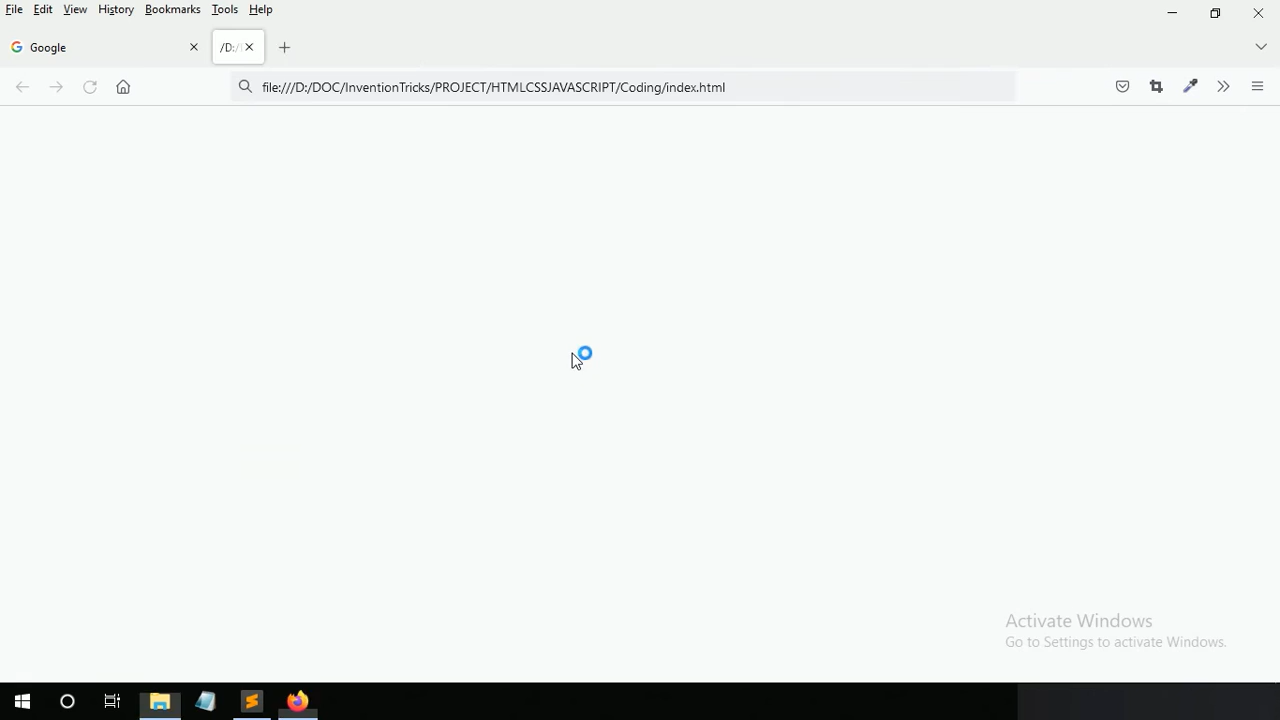 File Edit View History Bookmarks Tools Help
Google /D:/
file:///D:/DOC/InventionTricks/PROJECT/HTMLCSSJAVASCRIPT/Coding/index.html
Activate Windows
Go to Settings to activate Windows.